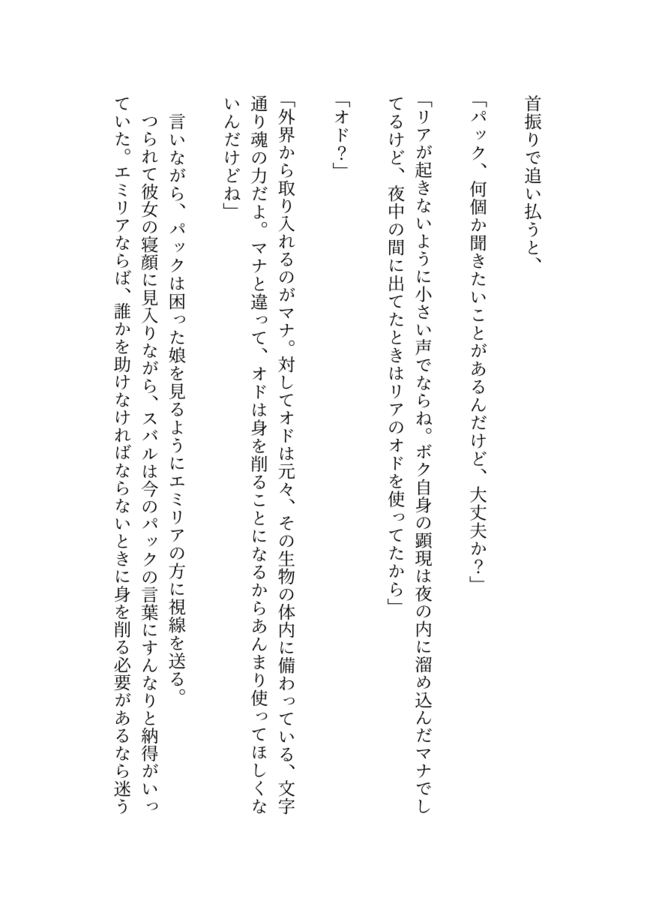 首振りで追い払うと、
「パック、何個か聞きたいことがあるんだけど、大丈夫か？」
「リアが起きないように小さい声でならね。ボク自身の顕現は夜の内に溜め込んだマナでし
てるけど、夜中の間に出てたときはリアのオドを使ってたから」
「オド？」
「外界から取り入れるのがマナ。対してオドは元々、その生物の体内に備わっている、文字
通り魂の力だよ。マナと違って、オドは身を削ることになるからあんまり使ってほしくな
いんだけどね」
言いながら、パックは困った娘を見るようにエミリアの方に視線を送る。
つられて彼女の寝顔に見入りながら、スバルは今のパックの言葉にすんなりと納得がいっ
ていた。エミリアならば、誰かを助けなければならないときに身を削る必要があるなら迷う